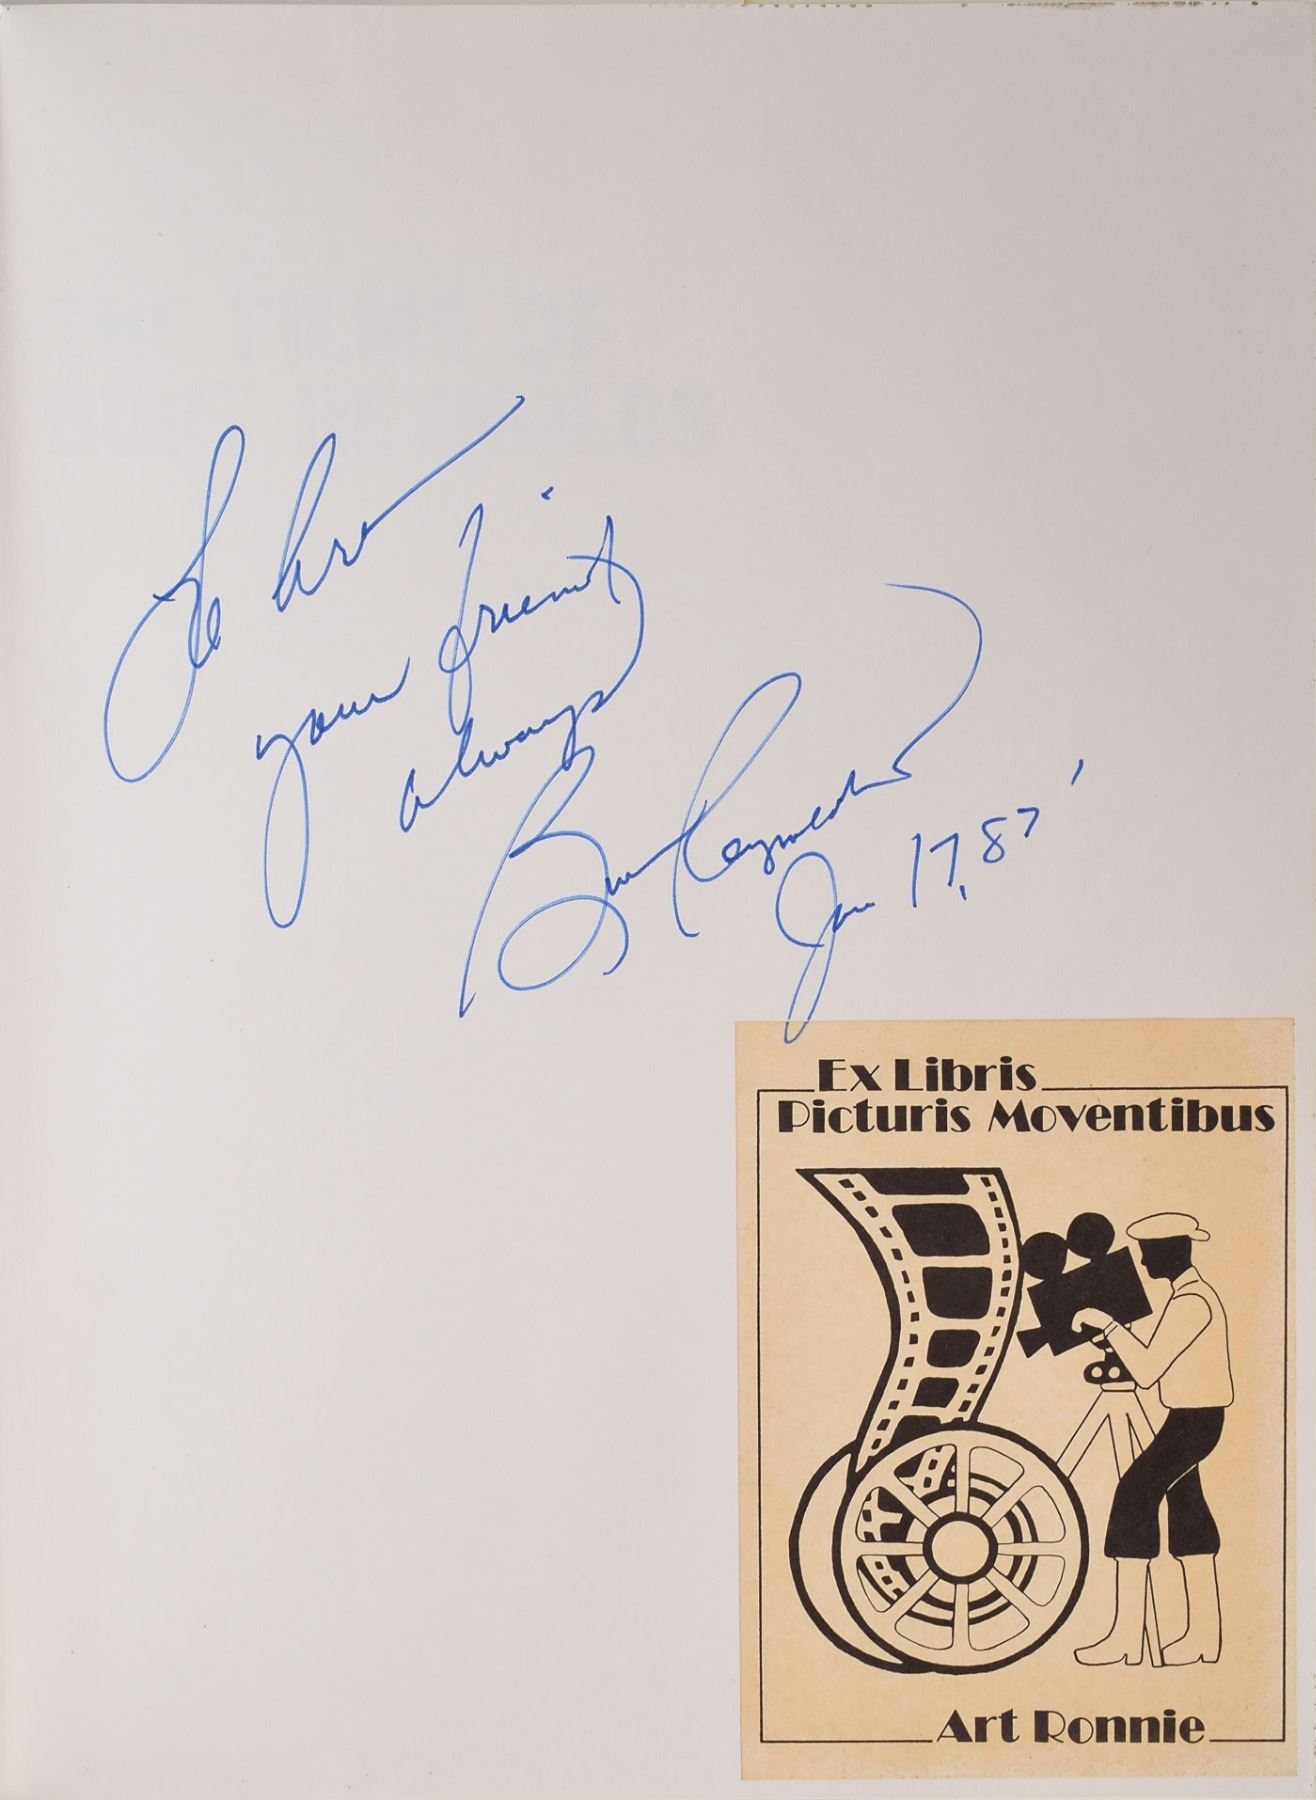 To Art
your friend
always
Burt Reynolds
Jan 17, 87'
Ex Libris
Picturis Moventibus
Art Ronnie